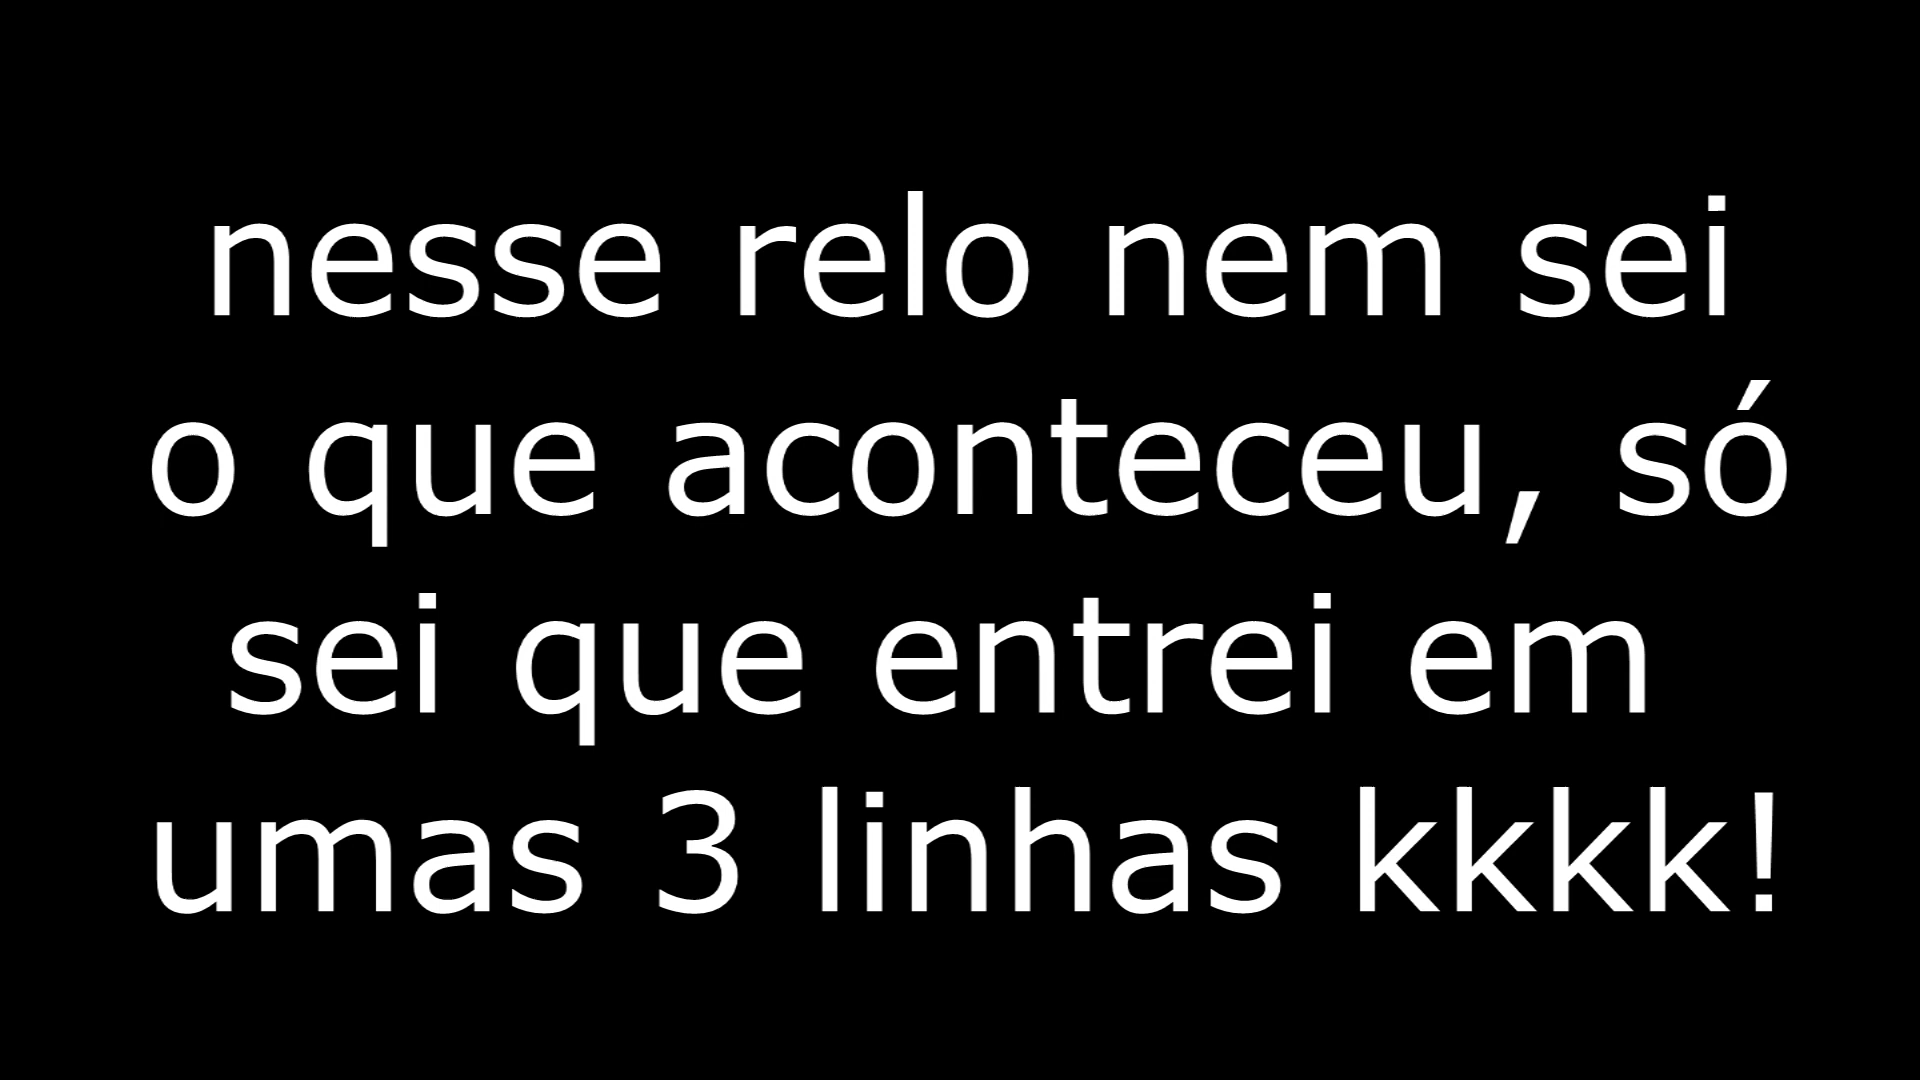 nesse relo nem sei
o que aconteceu, só
sei que entrei em
umas 3 linhas kkkk!